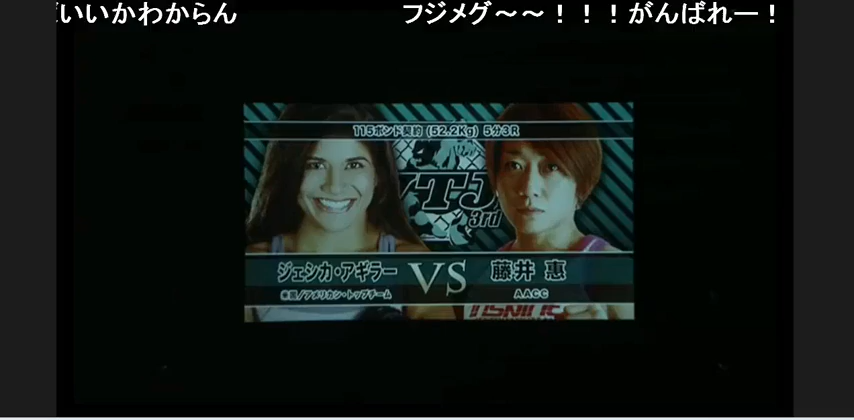 いいかわからん
フジメグ～～！！！がんばれー！
115ポンド契約 (52.2Kg) 5分3R
V・T・J
3rd
ジェシカ・アギラー
VS
藤井 惠
米国/アメリカン・トップチーム
AACC